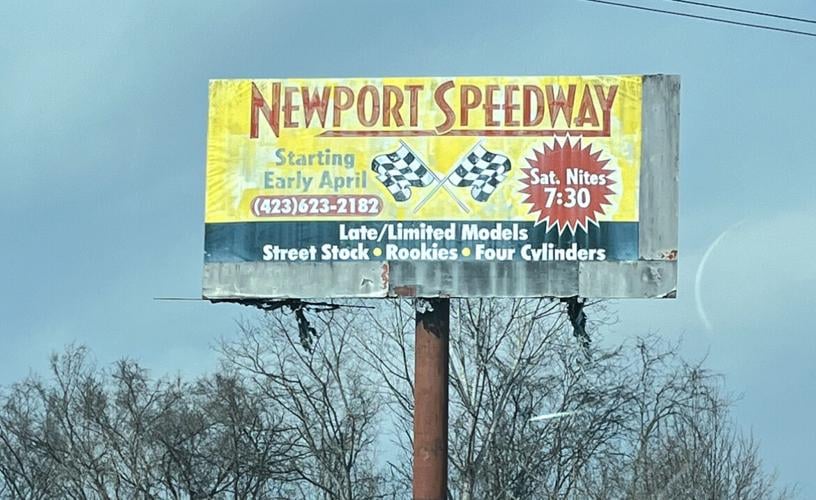 NEWPORT SPEEDWAY
Starting
Early April
(423)623-2182
Sat. Nites
7:30
Late/Limited Models
Street Stock • Rookies • Four Cylinders